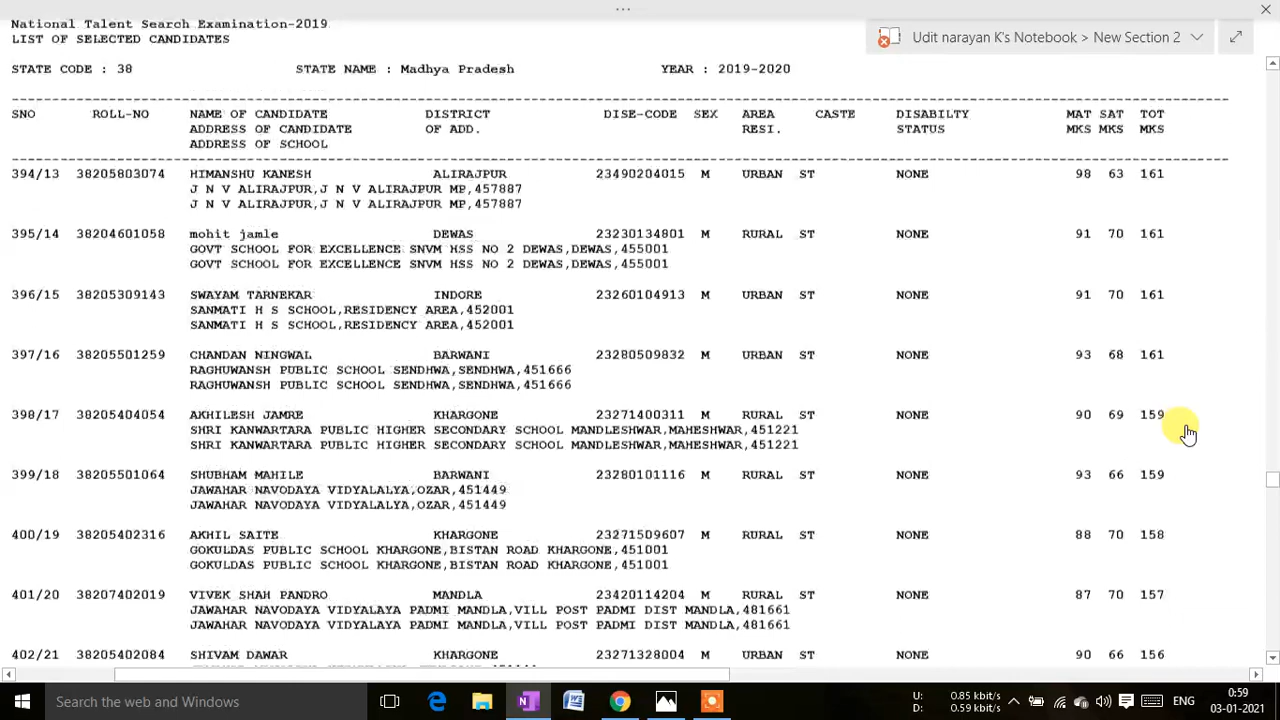 National Talent Search Examination-2019
LIST OF SELECTED CANDIDATES
Udit narayan K's Notebook > New Section 2
STATE CODE : 38 STATE NAME : Madhya Pradesh YEAR : 2019-2020
SNO ROLL-NO NAME OF CANDIDATE DISTRICT DISE-CODE SEX AREA CASTE DISABILTY MAT SAT TOT
ADDRESS OF CANDIDATE OF ADD. RESI. STATUS MKS MKS MKS
ADDRESS OF SCHOOL
394/13 38205803074 HIMANSHU KANESH ALIRAJPUR 23490204015 M URBAN ST NONE 98 63 161
J N V ALIRAJPUR,J N V ALIRAJPUR MP,457887
J N V ALIRAJPUR,J N V ALIRAJPUR MP,457887
395/14 38204601058 mohit jamle DEWAS 23230134801 M RURAL ST NONE 91 70 161
GOVT SCHOOL FOR EXCELLENCE SNVM HSS NO 2 DEWAS,DEWAS,455001
GOVT SCHOOL FOR EXCELLENCE SNVM HSS NO 2 DEWAS,DEWAS,455001
396/15 38205309143 SWAYAM TARNEKAR INDORE 23260104913 M URBAN ST NONE 91 70 161
SANMATI H S SCHOOL,RESIDENCY AREA,452001
SANMATI H S SCHOOL,RESIDENCY AREA,452001
397/16 38205501259 CHANDAN NINGWAL BARWANI 23280509832 M URBAN ST NONE 93 68 161
RAGHUWANSH PUBLIC SCHOOL SENDHWA,SENDHWA,451666
RAGHUWANSH PUBLIC SCHOOL SENDHWA,SENDHWA,451666
398/17 38205404054 AKHILESH JAMRE KHARGONE 23271400311 M RURAL ST NONE 90 69 159
SHRI KANWARTARA PUBLIC HIGHER SECONDARY SCHOOL MANDLESHWAR,MAHESHWAR,451221
SHRI KANWARTARA PUBLIC HIGHER SECONDARY SCHOOL MANDLESHWAR,MAHESHWAR,451221
399/18 38205501064 SHUBHAM MAHILE BARWANI 23280101116 M RURAL ST NONE 93 66 159
JAWAHAR NAVODAYA VIDYALALYA,OZAR,451449
JAWAHAR NAVODAYA VIDYALALYA,OZAR,451449
400/19 38205402316 AKHIL SAITE KHARGONE 23271509607 M RURAL ST NONE 88 70 158
GOKULDAS PUBLIC SCHOOL KHARGONE,BISTAN ROAD KHARGONE,451001
GOKULDAS PUBLIC SCHOOL KHARGONE,BISTAN ROAD KHARGONE,451001
401/20 38207402019 VIVEK SHAH PANDRO MANDLA 23420114204 M RURAL ST NONE 87 70 157
JAWAHAR NAVODAYA VIDYALAYA PADMI MANDLA,VILL POST PADMI DIST MANDLA,481661
JAWAHAR NAVODAYA VIDYALAYA PADMI MANDLA,VILL POST PADMI DIST MANDLA,481661
402/21 38205402084 SHIVAM DAWAR KHARGONE 23271328004 M URBAN ST NONE 90 66 156
Search the web and Windows
U: 0.85 kbit/s
D: 0.59 kbit/s
ENG
0:59
03-01-2021